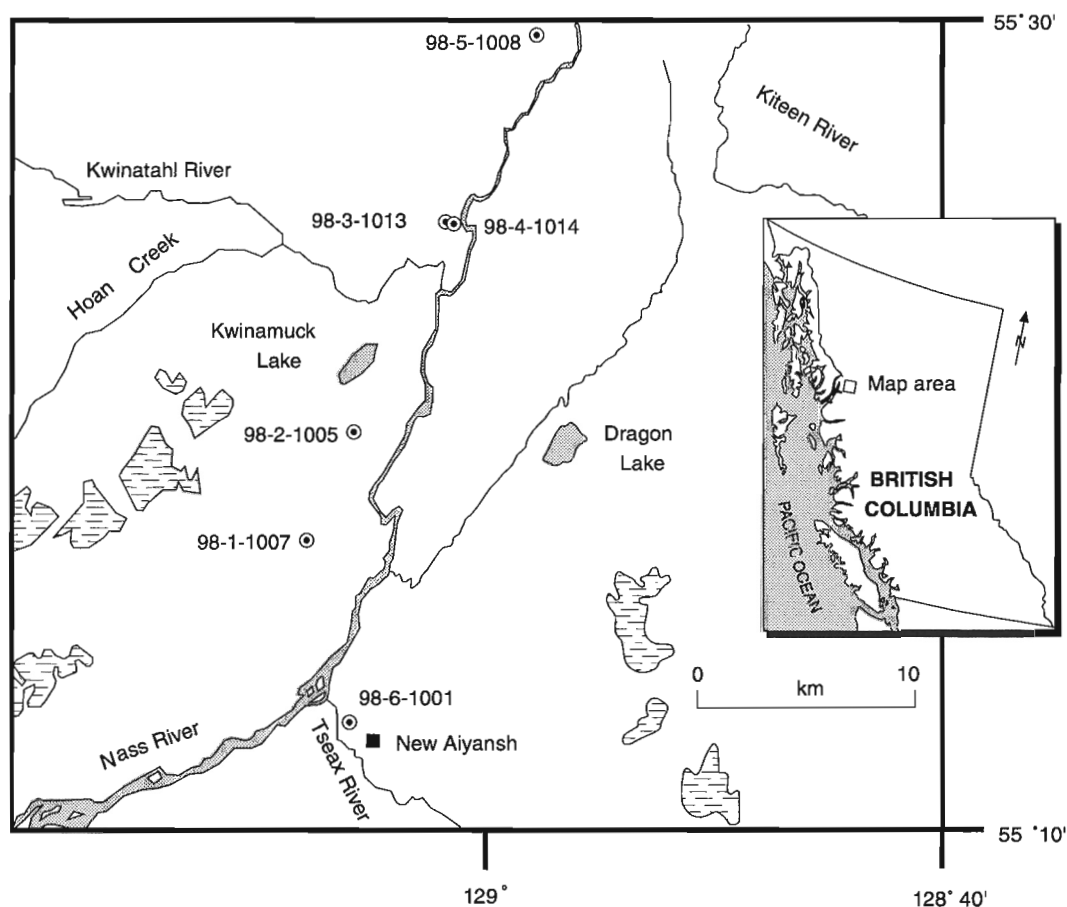 55° 30'
98-5-1008
Kiteen River
Kwinatahl River
98-3-1013
98-4-1014
Hoan Creek
Kwinamuck
Lake
N
Map area
98-2-1005
Dragon
Lake
BRITISH
COLUMBIA
PACIFIC OCEAN
98-1-1007
0 10
km
98-6-1001
Nass River
Tseax River
New Aiyansh
55° 10'
129°
128° 40'